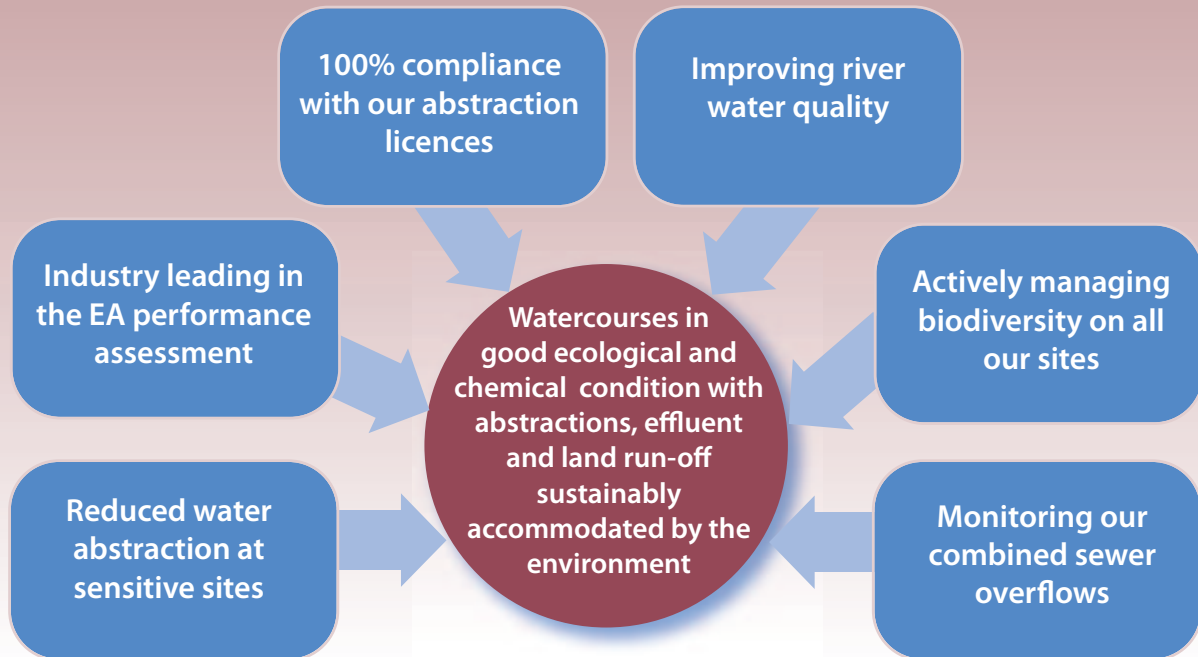 100% compliance
with our abstraction
licences
Improving river
water quality
Industry leading in
the EA performance
assessment
Actively managing
biodiversity on all
our sites
Watercourses in
good ecological and
chemical condition with
abstractions, effluent
and land run-off
sustainably
accommodated by the
environment
Reduced water
abstraction at
sensitive sites
Monitoring our
combined sewer
overflows